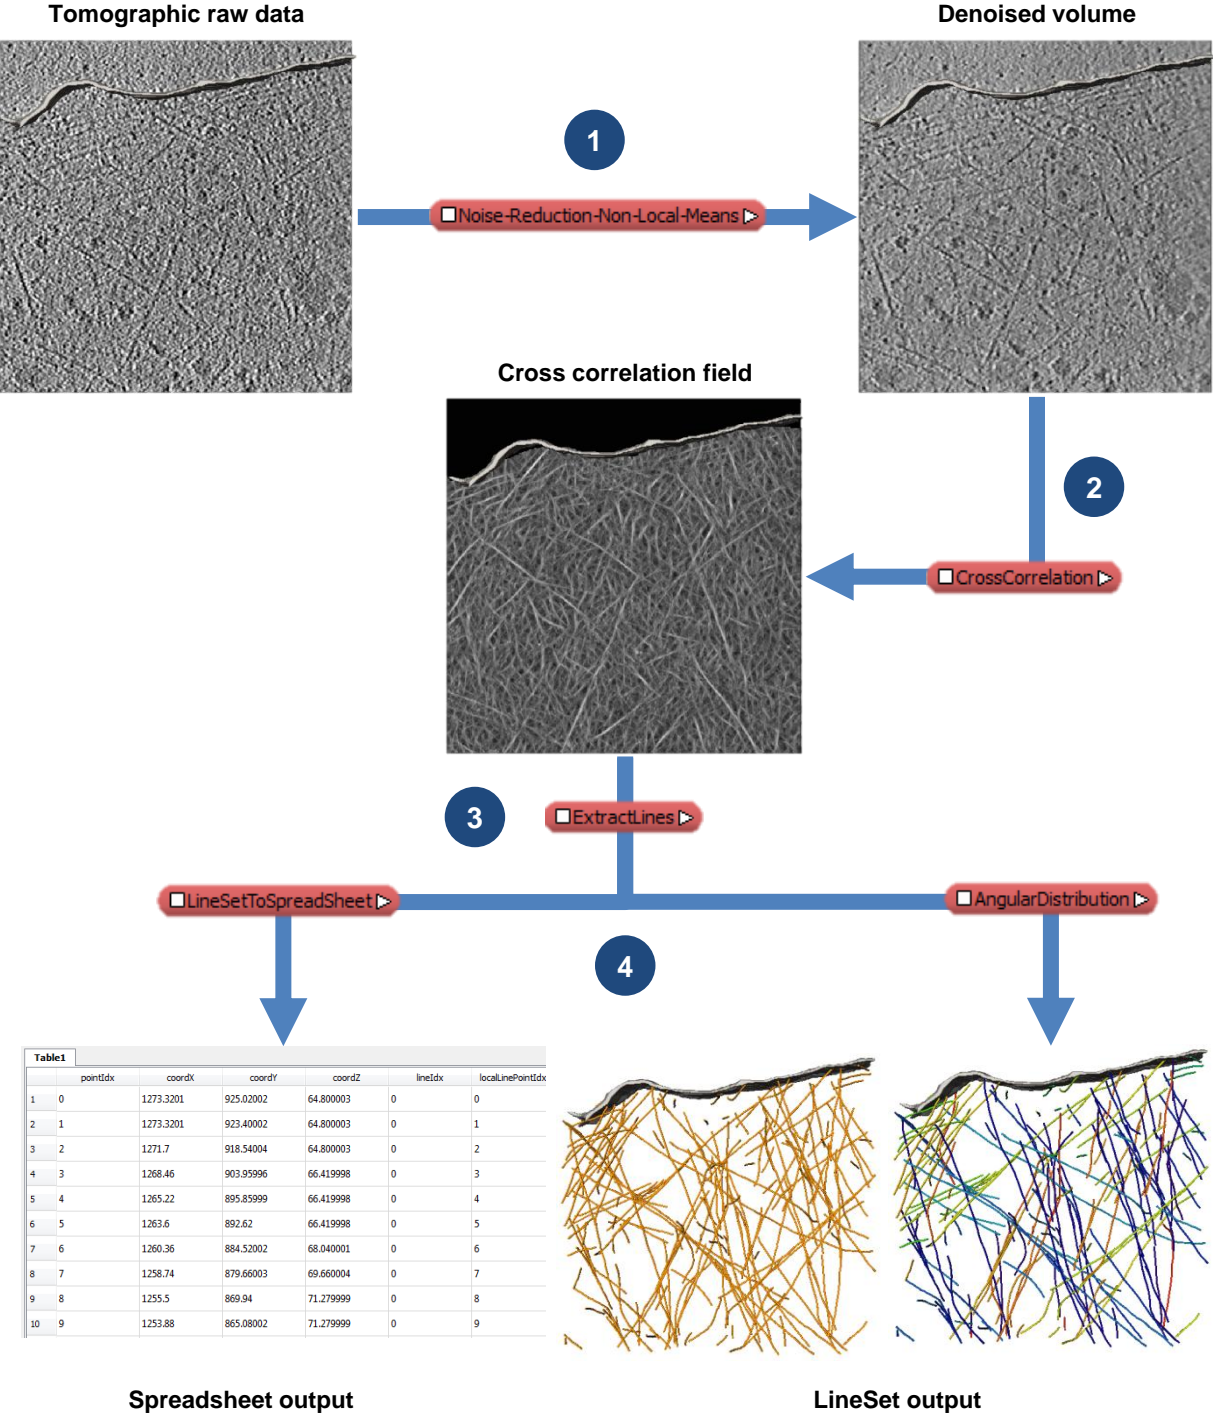 Tomographic raw data
Denoised volume
1
Noise-Reduction-Non-Local-Means
Cross correlation field
2
CrossCorrelation
3
ExtractLines
LineSetToSpreadSheet
AngularDistribution
4
Table1
pointIdx coordX coordY coordZ lineIdx localLinePointIdx
1 0 1273.3201 925.02002 64.800003 0 0
2 1 1273.3201 923.40002 64.800003 0 1
3 2 1271.7 918.54004 64.800003 0 2
4 3 1268.46 903.95996 66.419998 0 3
5 4 1265.22 895.85999 66.419998 0 4
6 5 1263.6 892.62 66.419998 0 5
7 6 1260.36 884.52002 68.040001 0 6
8 7 1258.74 879.66003 69.660004 0 7
9 8 1255.5 869.94 71.279999 0 8
10 9 1253.88 865.08002 71.279999 0 9
Spreadsheet output
LineSet output